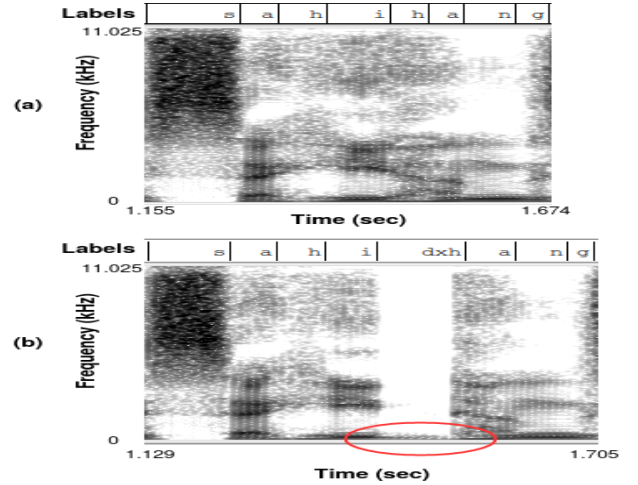 Labels s a h i h a n g
11.025
Frequency (kHz)
(a)
0
1.155 Time (sec) 1.674
Labels s a h i dxh a n g
11.025
Frequency (kHz)
(b)
0
1.129 1.705
Time (sec)